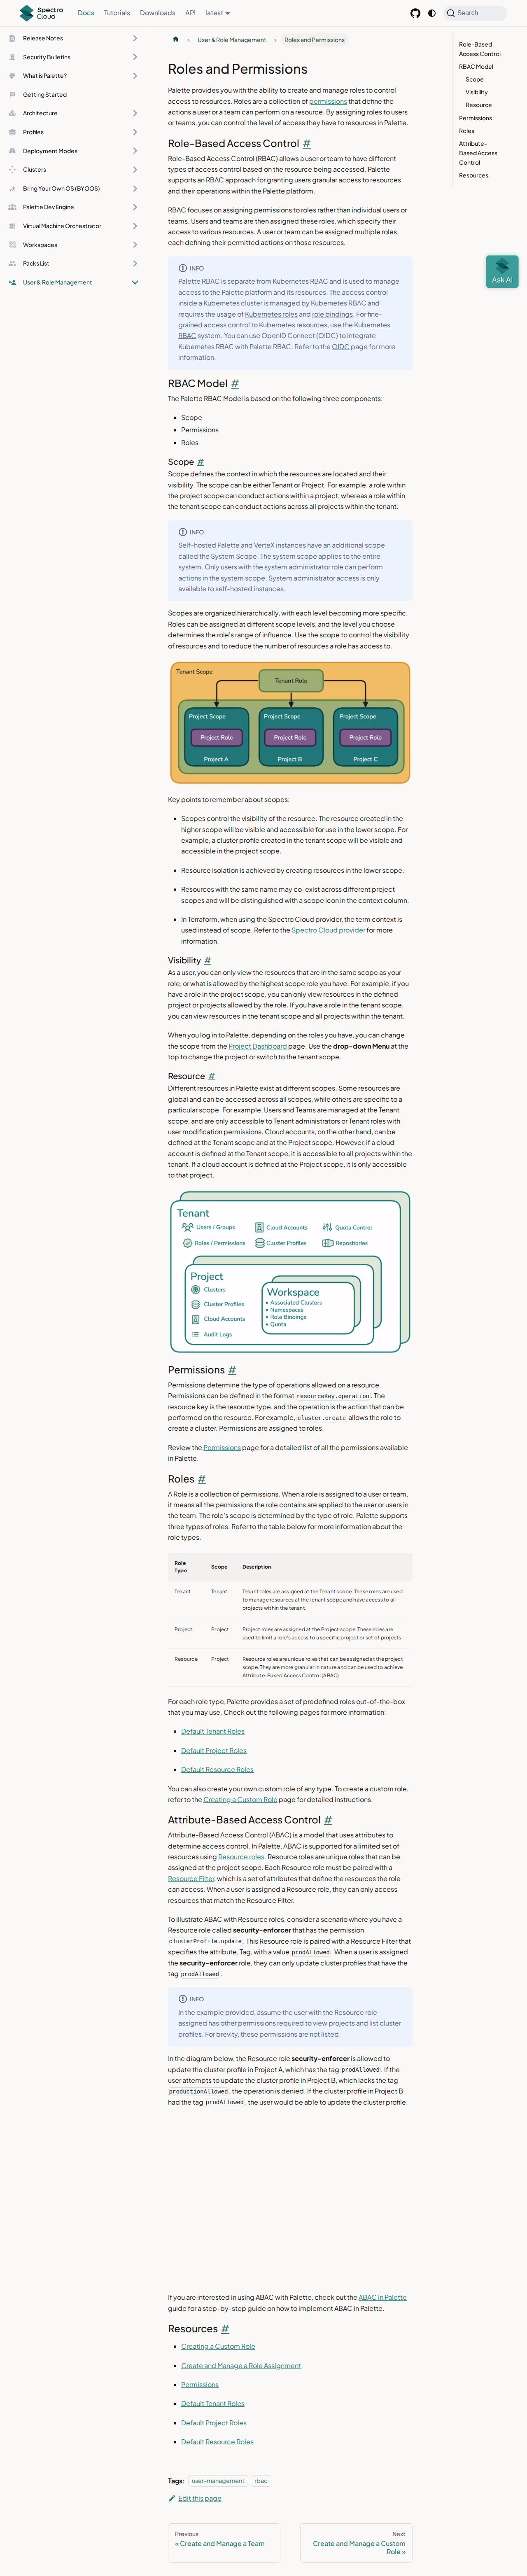 Spectro Cloud
Docs
Tutorials
Downloads
API
latest
Search
Release Notes
Security Bulletins
What is Palette?
Getting Started
Architecture
Profiles
Deployment Modes
Clusters
Bring Your Own OS (BYOOS)
Palette Dev Engine
Virtual Machine Orchestrator
Workspaces
Packs List
User & Role Management
User & Role Management
Roles and Permissions
Role-Based
Access Control
RBAC Model
Scope
Visibility
Resource
Permissions
Roles
Attribute-
Based Access
Control
Resources
Ask AI
Roles and Permissions
Palette provides you with the ability to create and manage roles to control
access to resources. Roles are a collection of permissions that define the
actions a user or a team can perform on a resource. By assigning roles to users
or teams, you can control the level of access they have to resources in Palette.
Role-Based Access Control #
Role-Based Access Control (RBAC) allows a user or team to have different
types of access control based on the resource being accessed. Palette
supports an RBAC approach for granting users granular access to resources
and their operations within the Palette platform.
RBAC focuses on assigning permissions to roles rather than individual users or
teams. Users and teams are then assigned these roles, which specify their
access to various resources. A user or team can be assigned multiple roles,
each defining their permitted actions on those resources.
INFO
Palette RBAC is separate from Kubernetes RBAC and is used to manage
access to the Palette platform and its resources. The access control
inside a Kubernetes cluster is managed by Kubernetes RBAC and
requires the usage of Kubernetes roles and role bindings. For fine-
grained access control to Kubernetes resources, use the Kubernetes
RBAC system. You can use OpenID Connect (OIDC) to integrate
Kubernetes RBAC with Palette RBAC. Refer to the OIDC page for more
information.
RBAC Model #
The Palette RBAC Model is based on the following three components:
Scope
Permissions
Roles
Scope #
Scope defines the context in which the resources are located and their
visibility. The scope can be either Tenant or Project. For example, a role within
the project scope can conduct actions within a project, whereas a role within
the tenant scope can conduct actions across all projects within the tenant.
INFO
Self-hosted Palette and VerteX instances have an additional scope
called the System Scope. The system scope applies to the entire
system. Only users with the system administrator role can perform
actions in the system scope. System administrator access is only
available to self-hosted instances.
Scopes are organized hierarchically, with each level becoming more specific.
Roles can be assigned at different scope levels, and the level you choose
determines the role's range of influence. Use the scope to control the visibility
of resources and to reduce the number of resources a role has access to.
Tenant Scope
Tenant Role
Project Scope
Project Scope
Project Scope
Project Role
Project Role
Project Role
Project A
Project B
Project C
Key points to remember about scopes:
Scopes control the visibility of the resource. The resource created in the
higher scope will be visible and accessible for use in the lower scope. For
example, a cluster profile created in the tenant scope will be visible and
accessible in the project scope.
Resource isolation is achieved by creating resources in the lower scope.
Resources with the same name may co-exist across different project
scopes and will be distinguished with a scope icon in the context column.
In Terraform, when using the Spectro Cloud provider, the term context is
used instead of scope. Refer to the Spectro Cloud provider for more
information.
Visibility #
As a user, you can only view the resources that are in the same scope as your
role, or what is allowed by the highest scope role you have. For example, if you
have a role in the project scope, you can only view resources in the defined
project or projects allowed by the role. If you have a role in the tenant scope,
you can view resources in the tenant scope and all projects within the tenant.
When you log in to Palette, depending on the roles you have, you can change
the scope from the Project Dashboard page. Use the drop-down Menu at the
top to change the project or switch to the tenant scope.
Resource #
Different resources in Palette exist at different scopes. Some resources are
global and can be accessed across all scopes, while others are specific to a
particular scope. For example, Users and Teams are managed at the Tenant
scope, and are only accessible to Tenant administrators or Tenant roles with
user modification permissions. Cloud accounts, on the other hand, can be
defined at the Tenant scope and at the Project scope. However, if a cloud
account is defined at the Tenant scope, it is accessible to all projects within the
tenant. If a cloud account is defined at the Project scope, it is only accessible
to that project.
Tenant
Users / Groups
Cloud Accounts
Quota Control
Roles / Permissions
Cluster Profiles
Repositories
Project
Clusters
Cluster Profiles
Cloud Accounts
Audit Logs
Workspace
Associated Clusters
Namespaces
Role Bindings
Quota
Permissions #
Permissions determine the type of operations allowed on a resource.
Permissions can be defined in the format resourceKey.operation. The
resource key is the resource type, and the operation is the action that can be
performed on the resource. For example, cluster.create allows the role to
create a cluster. Permissions are assigned to roles.
Review the Permissions page for a detailed list of all the permissions available
in Palette.
Roles #
A Role is a collection of permissions. When a role is assigned to a user or team,
it means all the permissions the role contains are applied to the user or users in
the team. The role's scope is determined by the type of role. Palette supports
three types of roles. Refer to the table below for more information about the
role types.
Role Type
Scope
Description
Tenant
Tenant
Tenant roles are assigned at the Tenant scope. These roles are used
to manage resources at the Tenant scope and have access to all
projects within the tenant.
Project
Project
Project roles are assigned at the Project scope. These roles are
used to limit a role's access to a specific project or set of projects.
Resource
Project
Resource roles are unique roles that can be assigned at the project
scope. They are more granular in nature and can be used to achieve
Attribute-Based Access Control (ABAC).
For each role type, Palette provides a set of predefined roles out-of-the-box
that you may use. Check out the following pages for more information:
Default Tenant Roles
Default Project Roles
Default Resource Roles
You can also create your own custom role of any type. To create a custom role,
refer to the Creating a Custom Role page for detailed instructions.
Attribute-Based Access Control #
Attribute-Based Access Control (ABAC) is a model that uses attributes to
determine access control. In Palette, ABAC is supported for a limited set of
resources using Resource roles. Resource roles are unique roles that can be
assigned at the project scope. Each Resource role must be paired with a
Resource Filter, which is a set of attributes that define the resources the role
can access. When a user is assigned a Resource role, they can only access
resources that match the Resource Filter.
To illustrate ABAC with Resource roles, consider a scenario where you have a
Resource role called security-enforcer that has the permission
clusterProfile.update. This Resource role is paired with a Resource Filter that
specifies the attribute, Tag, with a value prodAllowed. When a user is assigned
the security-enforcer role, they can only update cluster profiles that have the
tag prodAllowed.
INFO
In the example provided, assume the user with the Resource role
assigned has other permissions required to view projects and list cluster
profiles. For brevity, these permissions are not listed.
In the diagram below, the Resource role security-enforcer is allowed to
update the cluster profile in Project A, which has the tag prodAllowed. If the
user attempts to update the cluster profile in Project B, which lacks the tag
productionAllowed, the operation is denied. If the cluster profile in Project B
had the tag prodAllowed, the user would be able to update the cluster profile.
If you are interested in using ABAC with Palette, check out the ABAC in Palette
guide for a step-by-step guide on how to implement ABAC in Palette.
Resources #
Creating a Custom Role
Create and Manage a Role Assignment
Permissions
Default Tenant Roles
Default Project Roles
Default Resource Roles
Tags: user-management rbac
Edit this page
Previous
« Create and Manage a Team
Next
Create and Manage a Custom
Role »